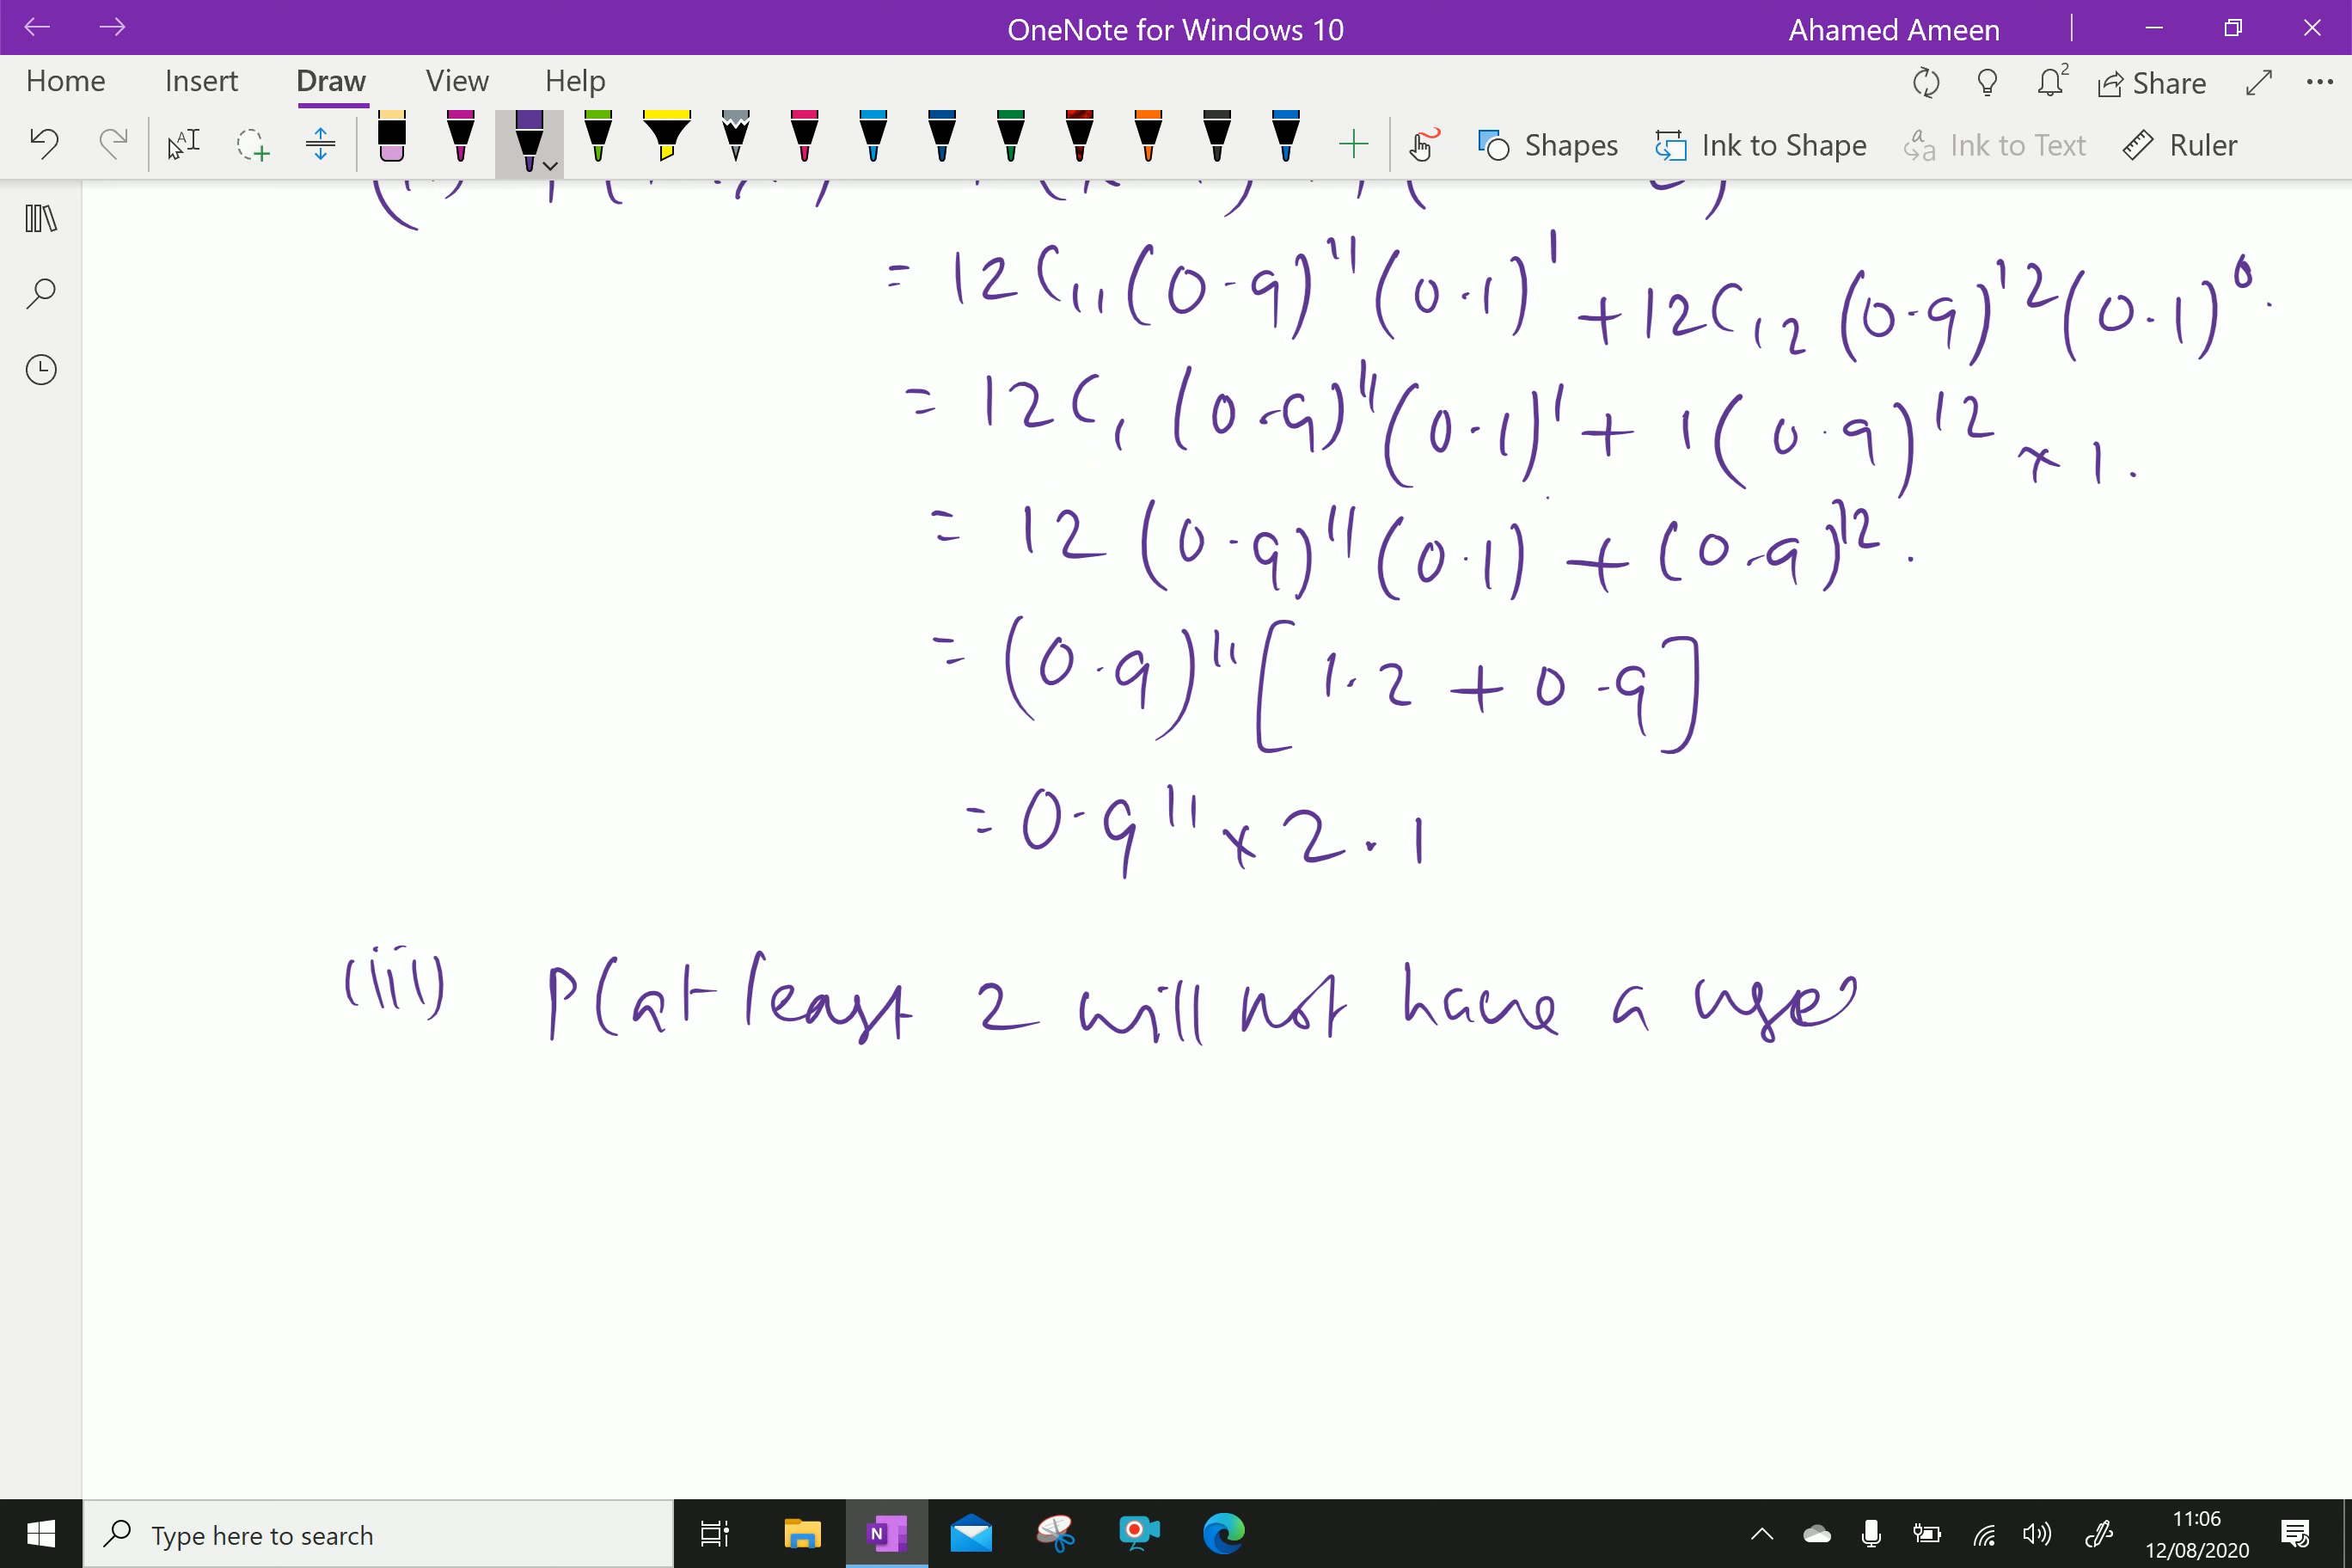 OneNote for Windows 10 Ahamed Ameen
Home Insert Draw View Help 2 Share
Shapes Ink to Shape Ink to Text Ruler
= 12C₁₁(0.9)¹¹(0.1)¹ + 12C₁₂(0.9)¹²(0.1)⁰.
= 12C₁(0.9)¹¹(0.1)¹ + 1(0.9)¹² × 1.
= 12(0.9)¹¹(0.1) + (0.9)¹².
= (0.9)¹¹[1.2 + 0.9]
= 0.9¹¹ × 2.1
(iii) P(at least 2 will not have a
Type here to search
11:06
12/08/2020